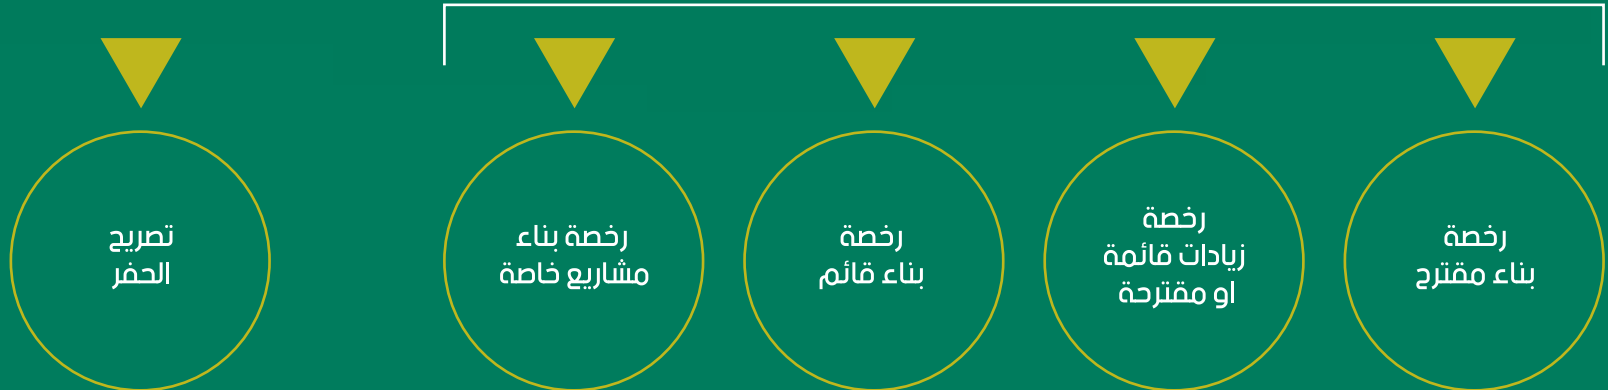 رخصة
بناء مقترح
رخصة
زيادات قائمة
او مقترحة
رخصة
بناء قائم
رخصة بناء
مشاريع خاصة
تصريح
الحفر